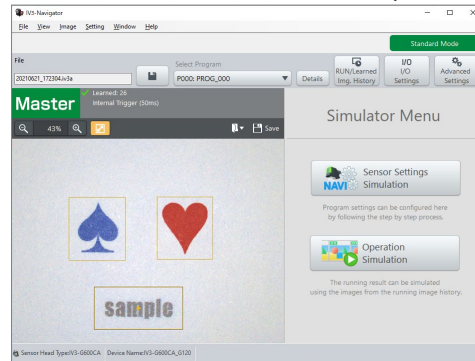 IV3-Navigator
File View Image Setting Window Help
Standard Mode
File
20210621_172304.iv3a
Select Program
P000: PROG_000
Details
RUN/Learned
Img. History
I/O
I/O
Settings
Advanced
Settings
Master
Learned: 26
Internal Trigger (50ms)
43%
Save
sample
Simulator Menu
NAVI
Sensor Settings
Simulation
Program settings can be configured here
by following the step by step process.
Operation
Simulation
The running result can be simulated
using the images from the running image history.
Sensor Head Type:IV3-G600CA Device Name:IV3-G600CA_G120